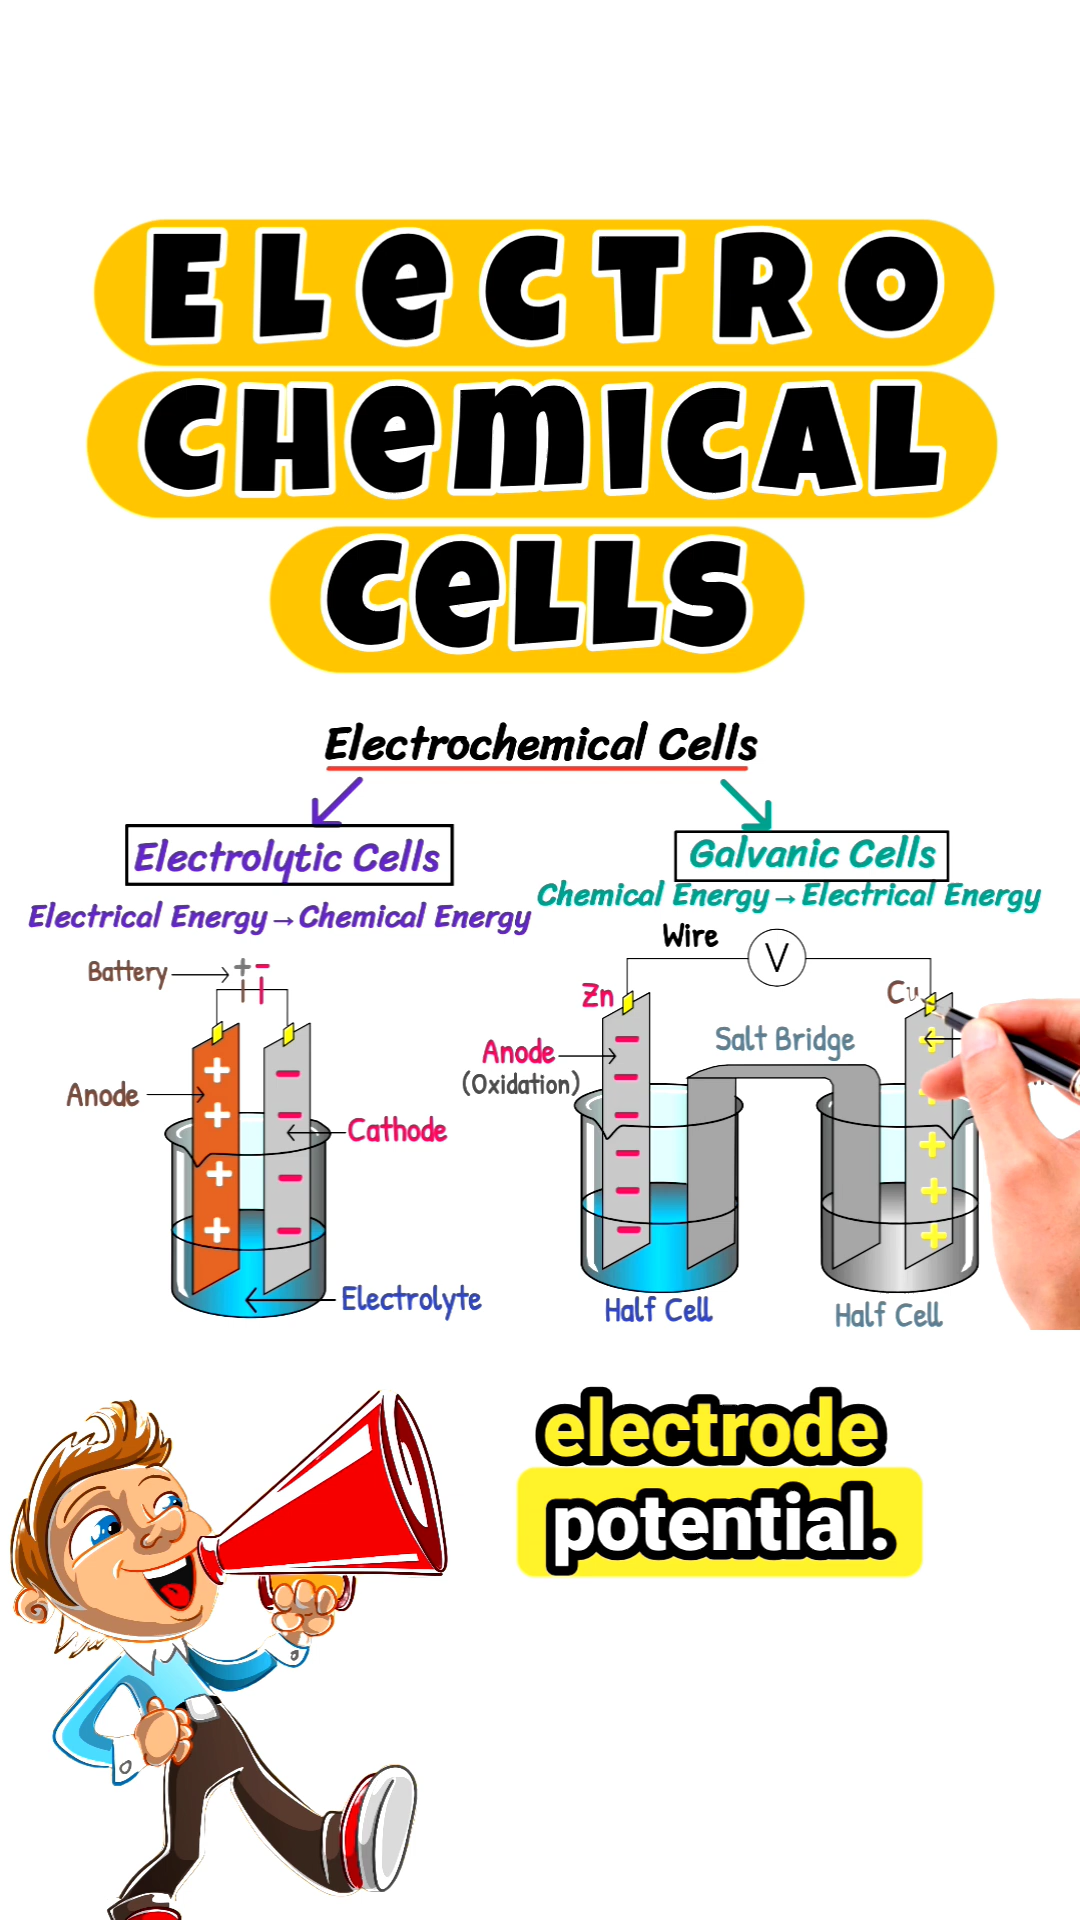 ELeCTRO
CHemICAL
CeLLS
Electrochemical Cells
Electrolytic Cells
Electrical Energy→Chemical Energy
Battery
+ −
Anode
Cathode
Electrolyte
Galvanic Cells
Chemical Energy→Electrical Energy
Wire
V
Zn
Cu
Anode
(Oxidation)
Salt Bridge
Half Cell
Half Cell
electrode
potential.